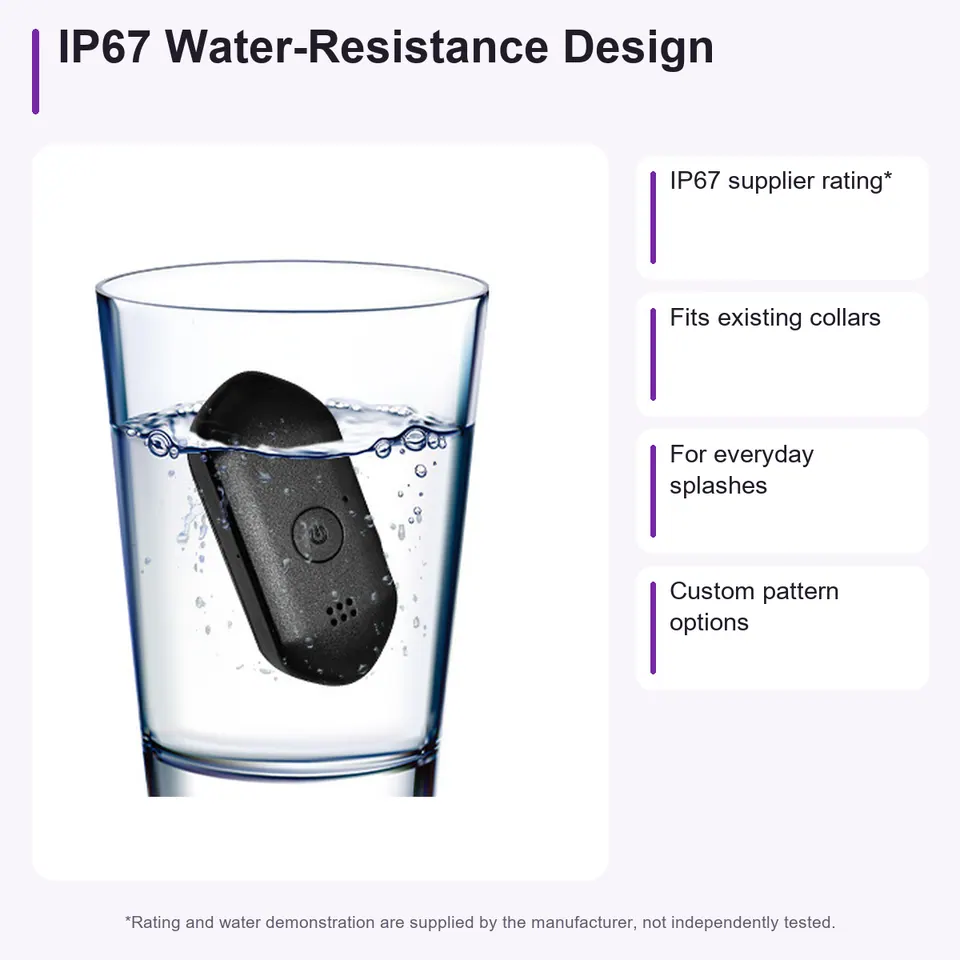 IP67 Water-Resistance Design
IP67 supplier rating*
Fits existing collars
For everyday
splashes
Custom pattern
options
*Rating and water demonstration are supplied by the manufacturer, not independently tested.